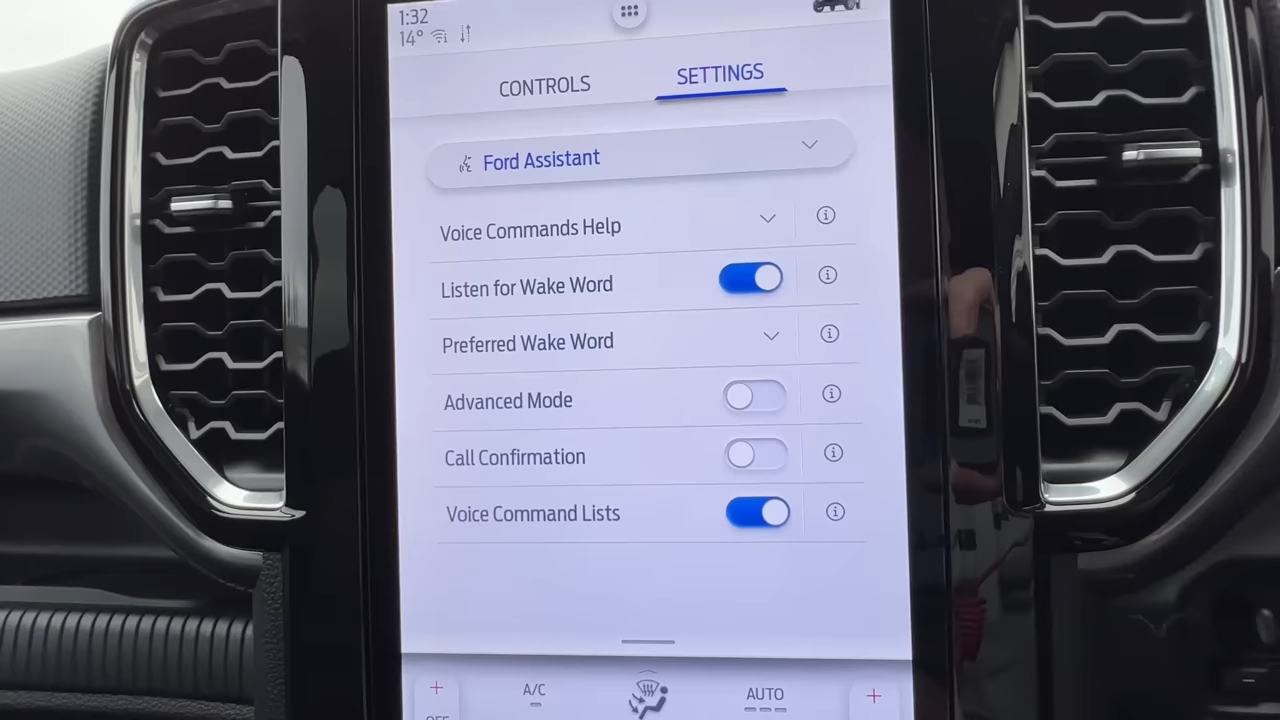 1:32
14°
CONTROLS
SETTINGS
Ford Assistant
Voice Commands Help
Listen for Wake Word
Preferred Wake Word
Advanced Mode
Call Confirmation
Voice Command Lists
A/C
AUTO